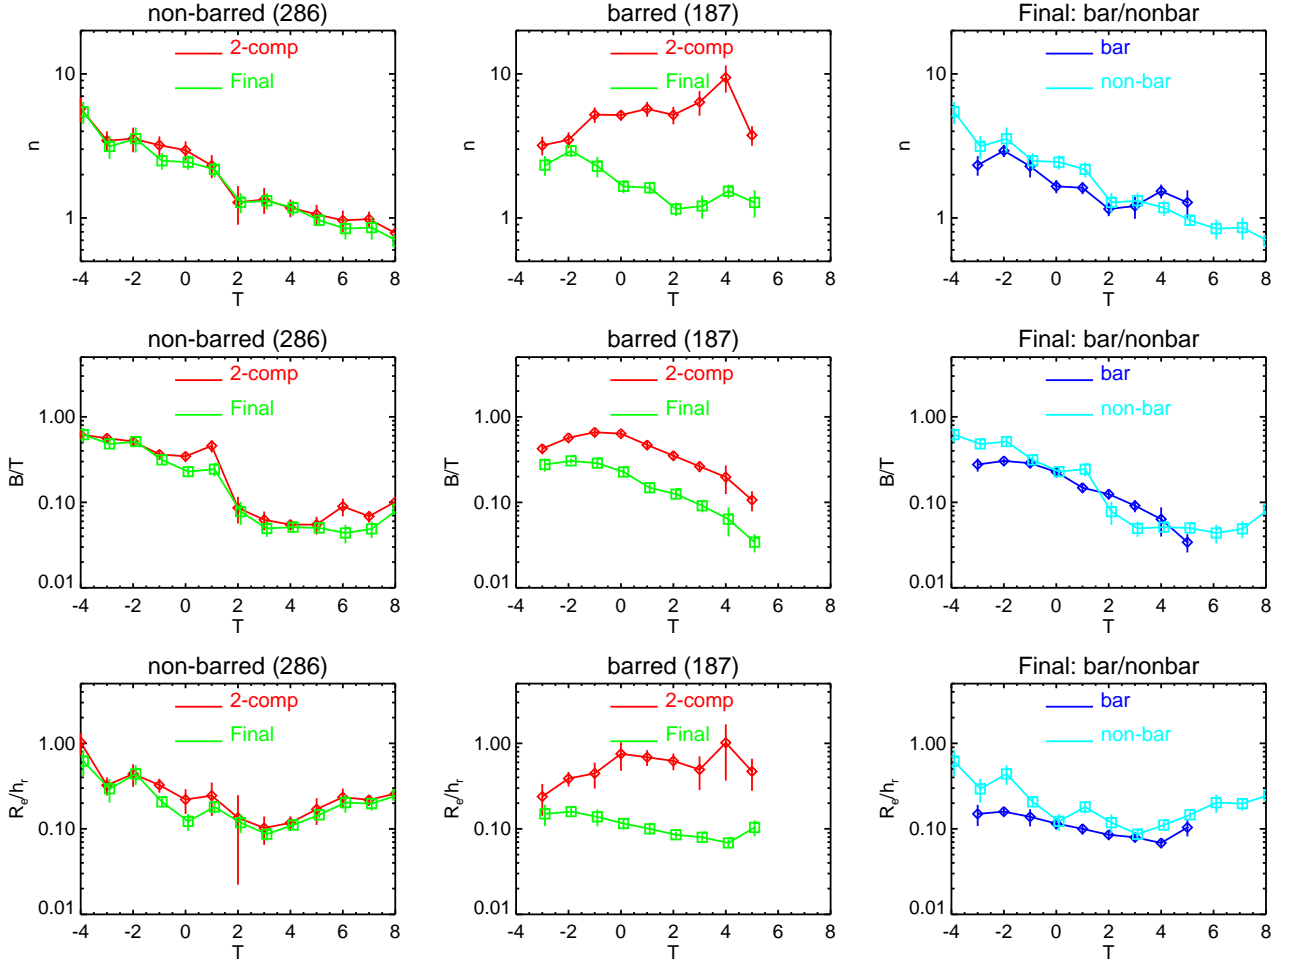 non-barred (286) barred (187) Final: bar/nonbar
2-comp 2-comp bar
Final Final non-bar
10 10 10
n n n
1 1 1
-4 -2 0 2 4 6 8 -4 -2 0 2 4 6 8 -4 -2 0 2 4 6 8
T T T
non-barred (286) barred (187) Final: bar/nonbar
2-comp 2-comp bar
Final Final non-bar
1.00 1.00 1.00
B/T B/T B/T
0.10 0.10 0.10
0.01 0.01 0.01
-4 -2 0 2 4 6 8 -4 -2 0 2 4 6 8 -4 -2 0 2 4 6 8
T T T
non-barred (286) barred (187) Final: bar/nonbar
2-comp 2-comp bar
Final Final non-bar
1.00 1.00 1.00
Re/hr Re/hr Re/hr
0.10 0.10 0.10
0.01 0.01 0.01
-4 -2 0 2 4 6 8 -4 -2 0 2 4 6 8 -4 -2 0 2 4 6 8
T T T